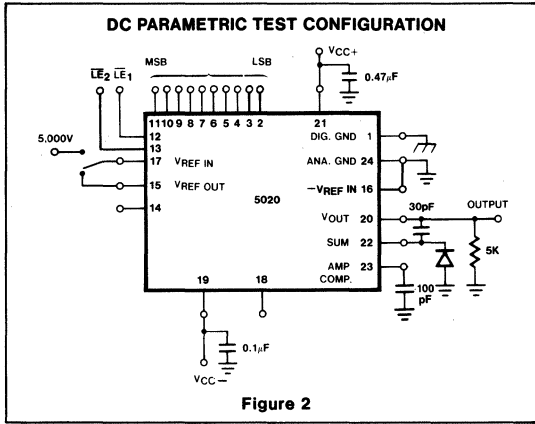 DC PARAMETRIC TEST CONFIGURATION
VCC+
MSB LSB
LE2 LE1
0.47µF
11 10 9 8 7 6 5 4 3 2 21
12 DIG. GND 1
5.000V 13
17 VREF IN ANA. GND 24
15 VREF OUT −VREF IN 16
14 5020
30pF OUTPUT
VOUT 20
SUM 22 5K
AMP 23
COMP.
19 18 100
pF
0.1µF
VCC−
Figure 2